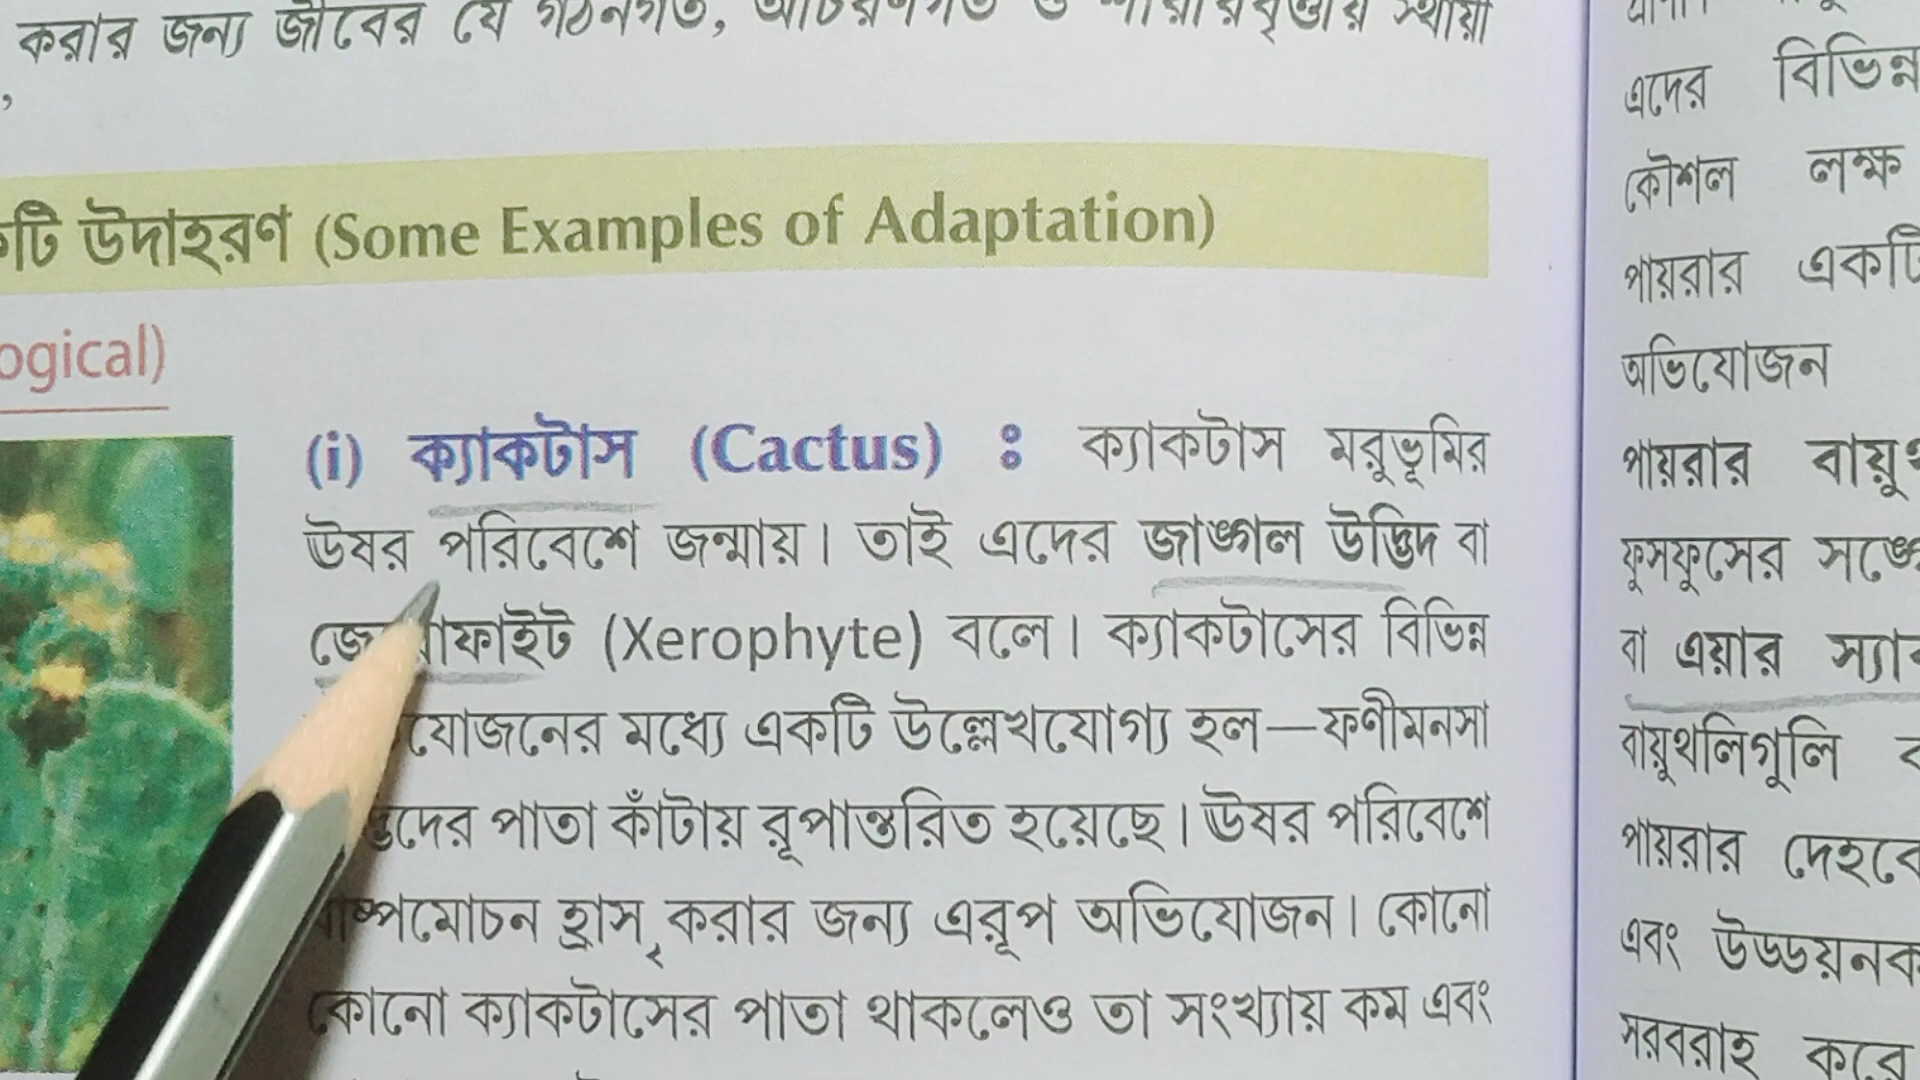 করার জন্য জীবের যে গঠনগত, আচরণগত ও শারীরবৃত্তীয় স্থায়ী
,
টি উদাহরণ (Some Examples of Adaptation)
ogical)
(i) ক্যাকটাস (Cactus) : ক্যাকটাস মরুভূমির
ঊষর পরিবেশে জন্মায়। তাই এদের জাঙ্গল উদ্ভিদ বা
(Xerophyte) বলে। ক্যাকটাসের বিভিন্ন
যোজনের মধ্যে একটি উল্লেখযোগ্য হল—ফণীমনসা
দের পাতা কাঁটায় রূপান্তরিত হয়েছে। ঊষর পরিবেশে
বাষ্পমোচন হ্রাস করার জন্য এরূপ অভিযোজন। কোনো
কোনো ক্যাকটাসের পাতা থাকলেও তা সংখ্যায় কম এবং
এদের বিভিন্ন
কৌশল লক্ষ
পায়রার একটি
অভিযোজন
পায়রার বায়ুথ
ফুসফুসের সঙ্গে
বা এয়ার স্যা
বায়ুথলিগুলি
পায়রার দেহকে
এবং উড্ডয়নক
সরবরাহ করে